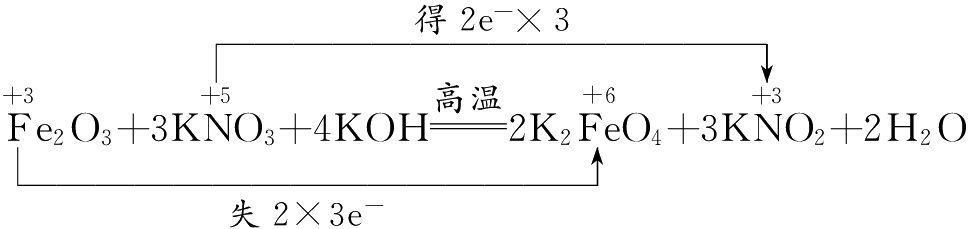 得 2e⁻× 3
+3 +5 +6 +3
Fe₂O₃+3KNO₃+4KOH══高温══2K₂FeO₄+3KNO₂+2H₂O
失 2×3e⁻